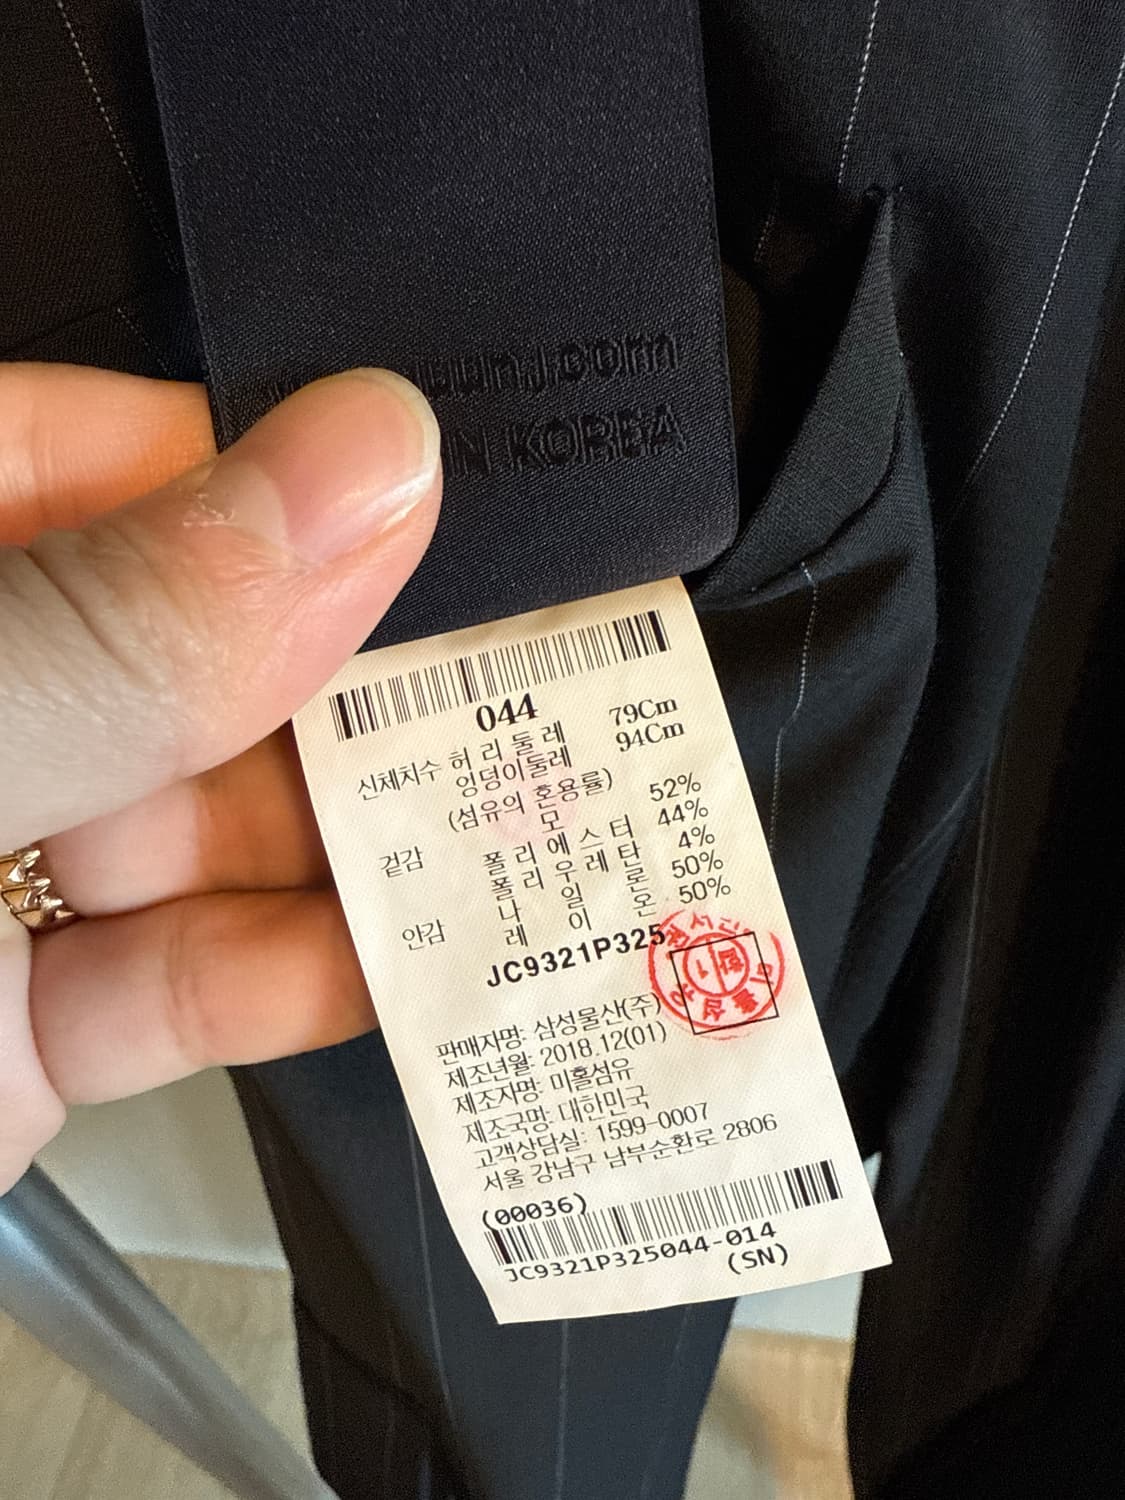 unj.com
IN KOREA
044
신체치수 허리둘레 79Cm
엉덩이둘레 94Cm
(섬유의 혼용률)
겉감 모 52%
폴리에스터 44%
폴리우레탄 4%
안감 나일론 50%
레이온 50%
JC9321P325
합1
판매자명: 삼성물산(주)
제조년월: 2018.12(01)
제조자명: 미홀섬유
제조국명: 대한민국
고객상담실: 1599-0007
서울 강남구 남부순환로 2806
(00036)
JC9321P325044-014
(SN)